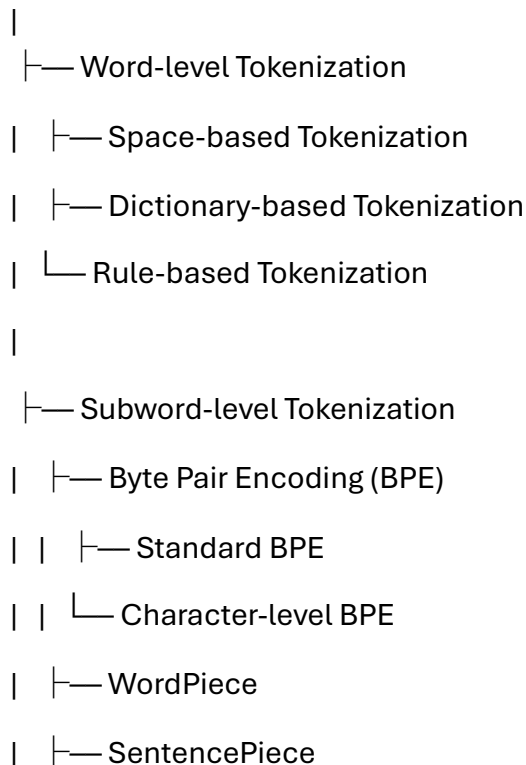 |
├── Word-level Tokenization
| ├── Space-based Tokenization
| ├── Dictionary-based Tokenization
| └── Rule-based Tokenization
|
├── Subword-level Tokenization
| ├── Byte Pair Encoding (BPE)
| | ├── Standard BPE
| | └── Character-level BPE
| ├── WordPiece
| ├── SentencePiece